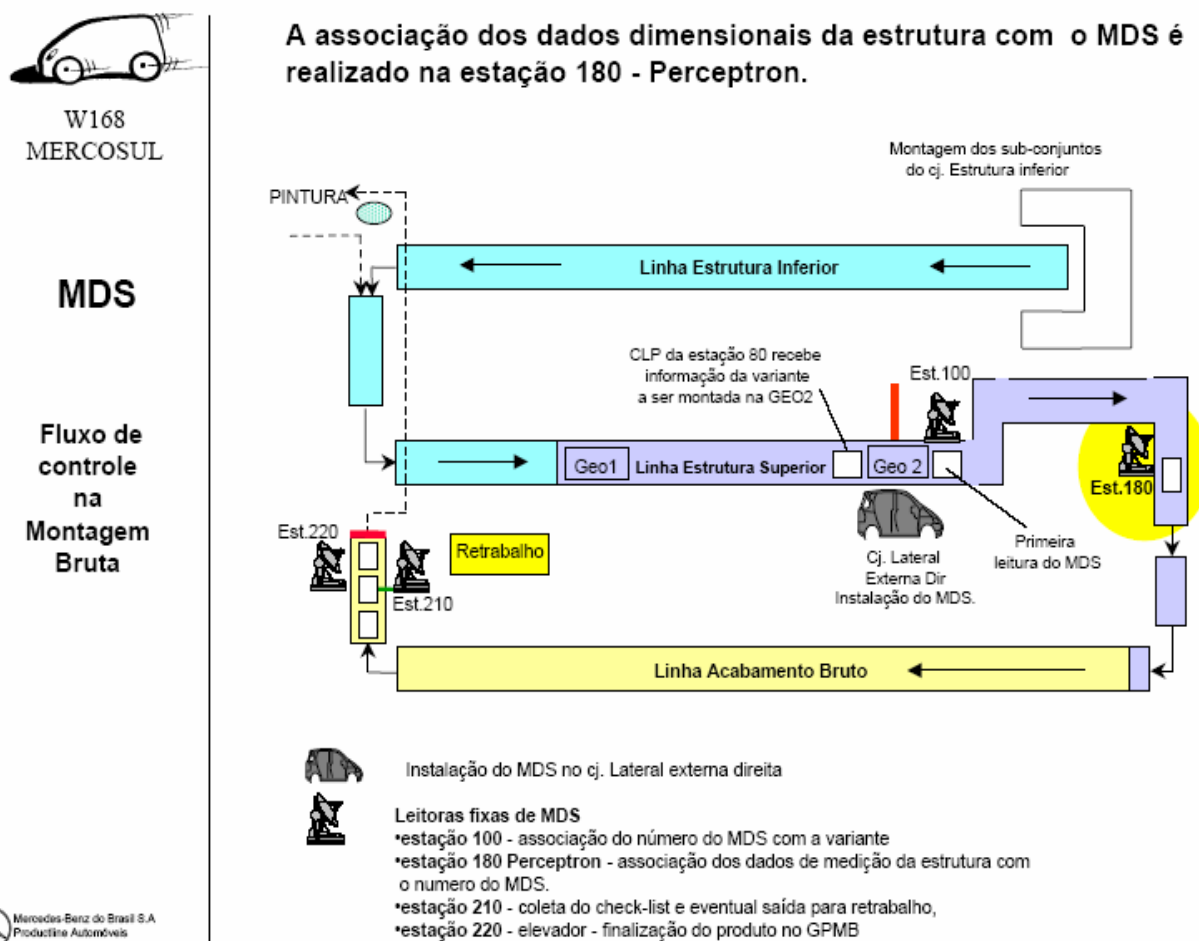 W168
MERCOSUL
MDS
Fluxo de
controle
na
Montagem
Bruta
Mercedes-Benz do Brasil S.A
Productline Automóveis
A associação dos dados dimensionais da estrutura com o MDS é
realizado na estação 180 - Perceptron.
Montagem dos sub-conjuntos
do cj. Estrutura inferior
PINTURA
Linha Estrutura Inferior
CLP da estação 80 recebe
informação da variante
a ser montada na GEO2
Est.100
Geo1
Linha Estrutura Superior
Geo 2
Est.180
Est.220
Retrabalho
Est.210
Cj. Lateral
Externa Dir
Instalação do MDS.
Primeira
leitura do MDS
Linha Acabamento Bruto
Instalação do MDS no cj. Lateral externa direita
Leitoras fixas de MDS
•estação 100 - associação do número do MDS com a variante
•estação 180 Perceptron - associação dos dados de medição da estrutura com
o numero do MDS.
•estação 210 - coleta do check-list e eventual saída para retrabalho,
•estação 220 - elevador - finalização do produto no GPMB